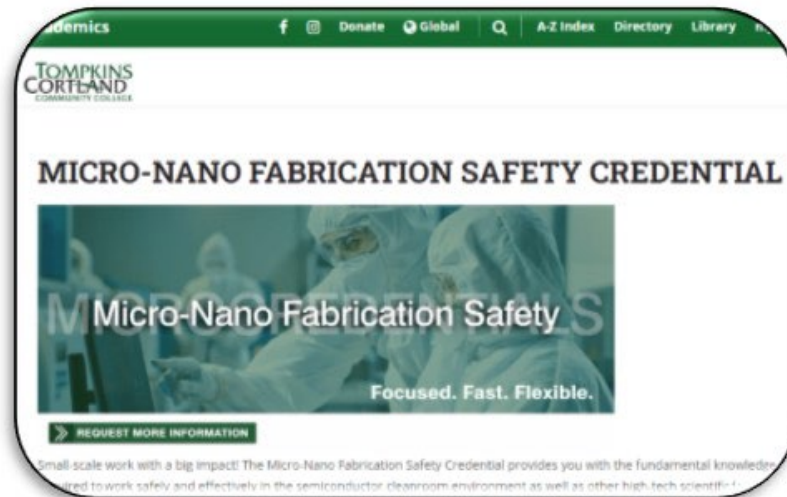 Donate Global A-Z Index Directory Library
TOMPKINS
CORTLAND
COMMUNITY COLLEGE
MICRO-NANO FABRICATION SAFETY CREDENTIAL
MICROCREDENTIALS
Micro-Nano Fabrication Safety
Focused. Fast. Flexible.
REQUEST MORE INFORMATION
Small-scale work with a big impact! The Micro-Nano Fabrication Safety Credential provides you with the fundamental knowledge
to work safely and effectively in the semiconductor cleanroom environment as well as other high-tech scientific